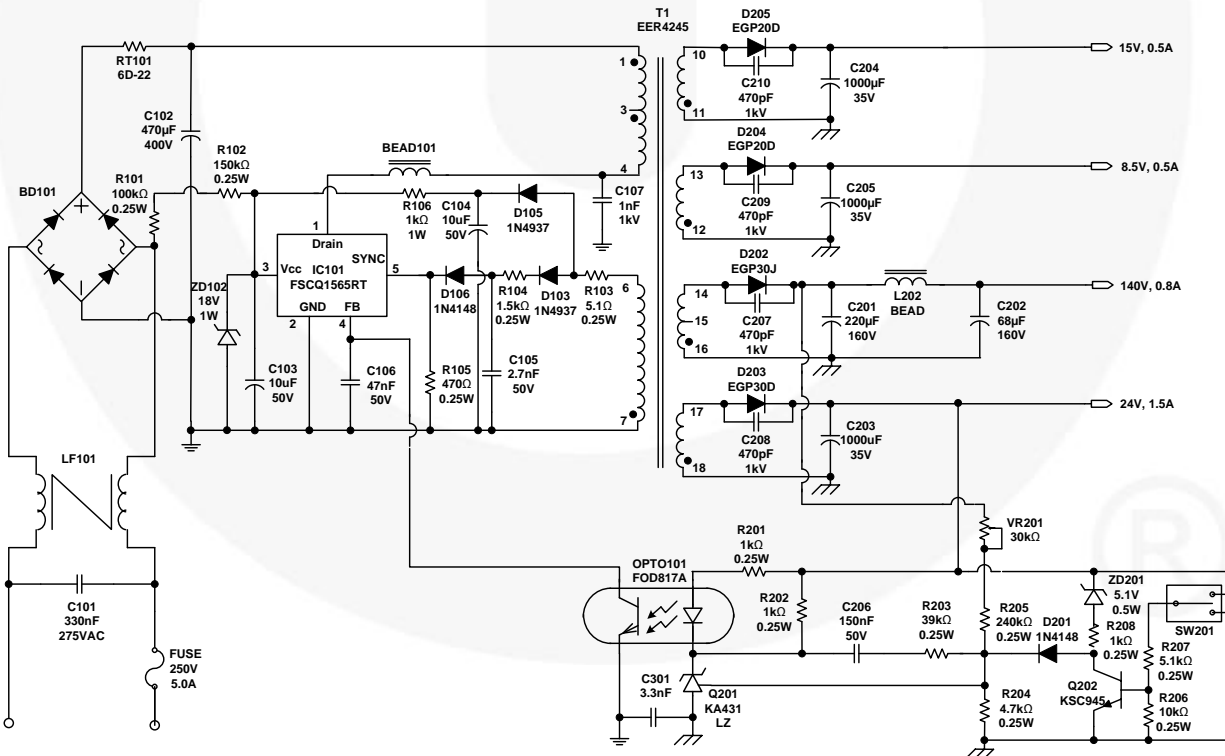 T1
EER4245
RT101
6D-22
C102
470µF
400V
R102
150kΩ
0.25W
R101
100kΩ
0.25W
BD101
BEAD101
R106
1kΩ
1W
C104
10uF
50V
D105
1N4937
C107
1nF
1kV
1
3
4
6
7
1
Drain
SYNC
3
Vcc
IC101
FSCQ1565RT
GND
FB
2
4
5
ZD102
18V
1W
D106
1N4148
R104
1.5kΩ
0.25W
D103
1N4937
R103
5.1Ω
0.25W
C103
10uF
50V
C106
47nF
50V
R105
470Ω
0.25W
C105
2.7nF
50V
LF101
C101
330nF
275VAC
FUSE
250V
5.0A
10
11
D205
EGP20D
C210
470pF
1kV
C204
1000µF
35V
15V, 0.5A
13
12
D204
EGP20D
C209
470pF
1kV
C205
1000µF
35V
8.5V, 0.5A
14
15
16
D202
EGP30J
C207
470pF
1kV
C201
220µF
160V
L202
BEAD
C202
68µF
160V
140V, 0.8A
17
18
D203
EGP30D
C208
470pF
1kV
C203
1000uF
35V
24V, 1.5A
VR201
30kΩ
R201
1kΩ
0.25W
OPTO101
FOD817A
R202
1kΩ
0.25W
C206
150nF
50V
R203
39kΩ
0.25W
R205
240kΩ
0.25W
D201
1N4148
ZD201
5.1V
0.5W
R208
1kΩ
0.25W
SW201
R207
5.1kΩ
0.25W
C301
3.3nF
Q201
KA431
LZ
R204
4.7kΩ
0.25W
Q202
KSC945
R206
10kΩ
0.25W
®